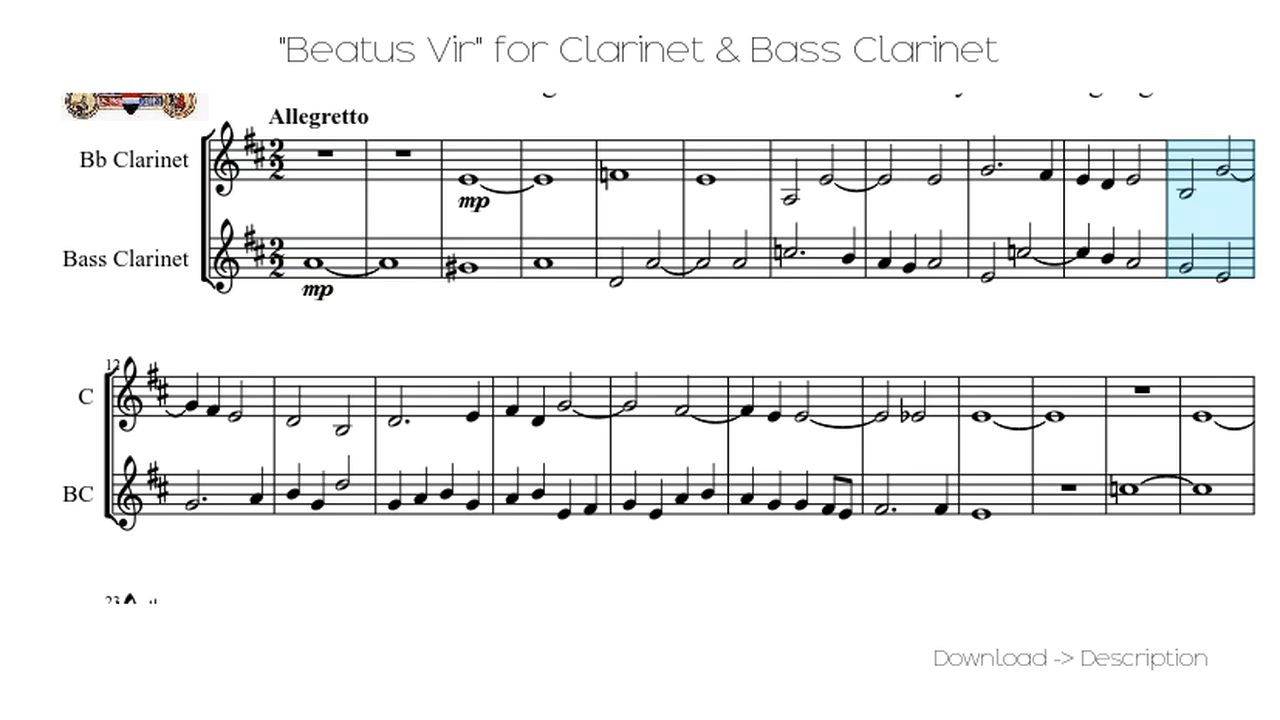 "Beatus Vir" for Clarinet & Bass Clarinet
Allegretto
Bb Clarinet
mp
Bass Clarinet
mp
12
C
BC
23
Download -> Description